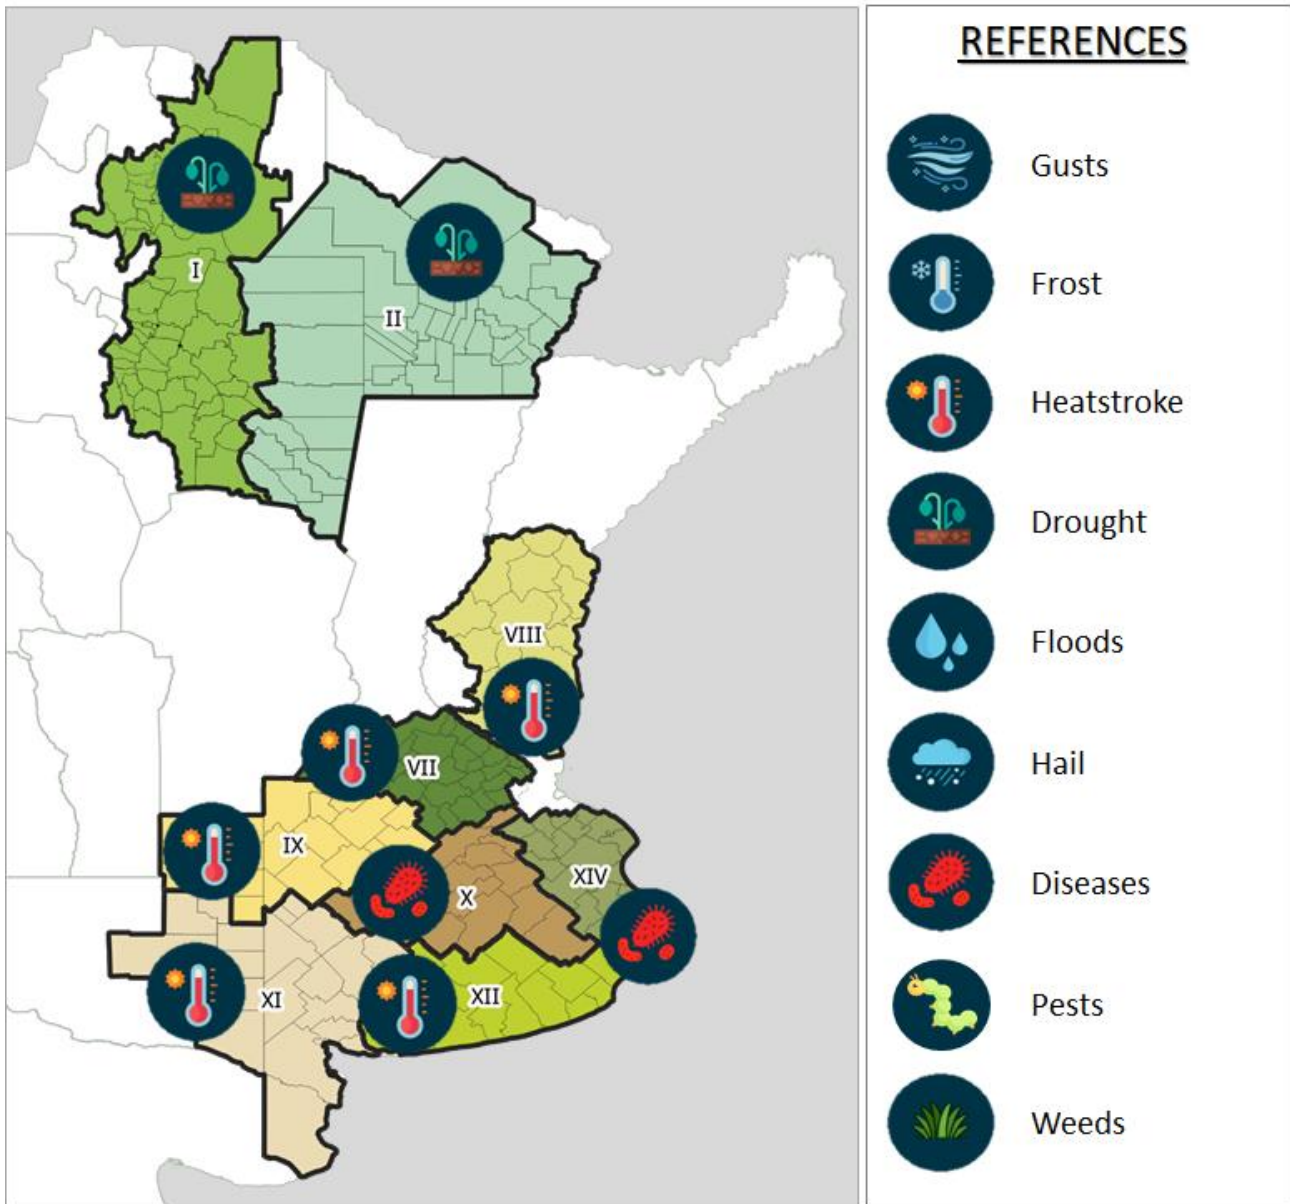 REFERENCES
Gusts
Frost
Heatstroke
Drought
Floods
Hail
Diseases
Pests
Weeds
I
II
VIII
VII
IX
X
XIV
XI
XII